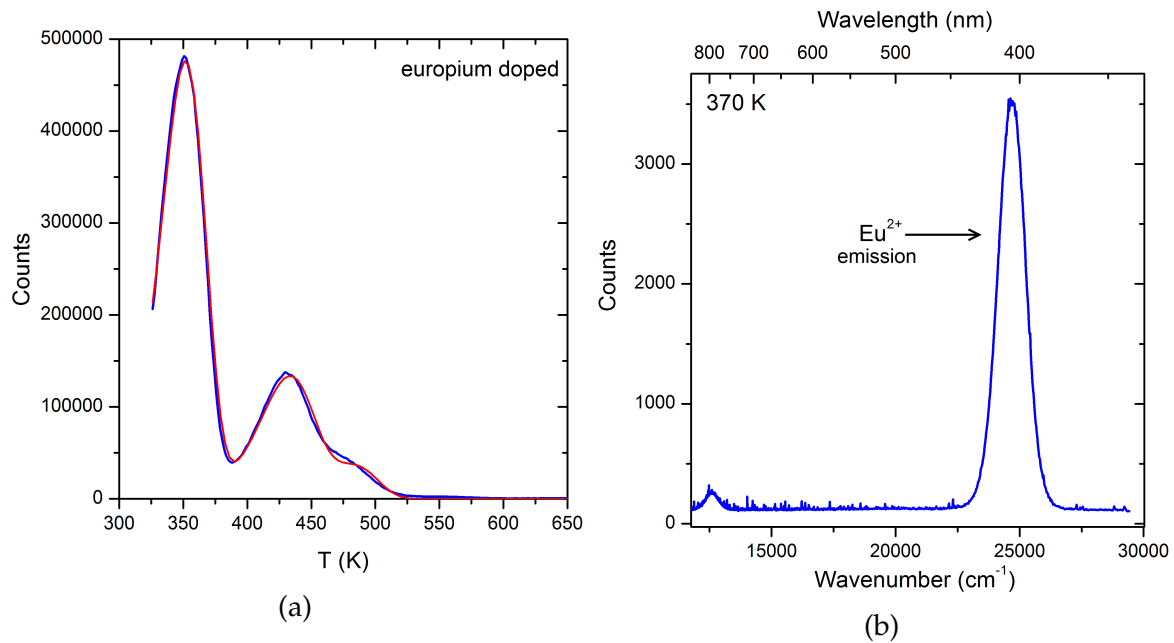 500000
400000
300000
200000
100000
0
300 350 400 450 500 550 600 650
Counts
T (K)
europium doped
(a)
Wavelength (nm)
800 700 600 500 400
370 K
3000
2000
1000
0
Counts
Eu²⁺
emission
15000 20000 25000 30000
Wavenumber (cm⁻¹)
(b)